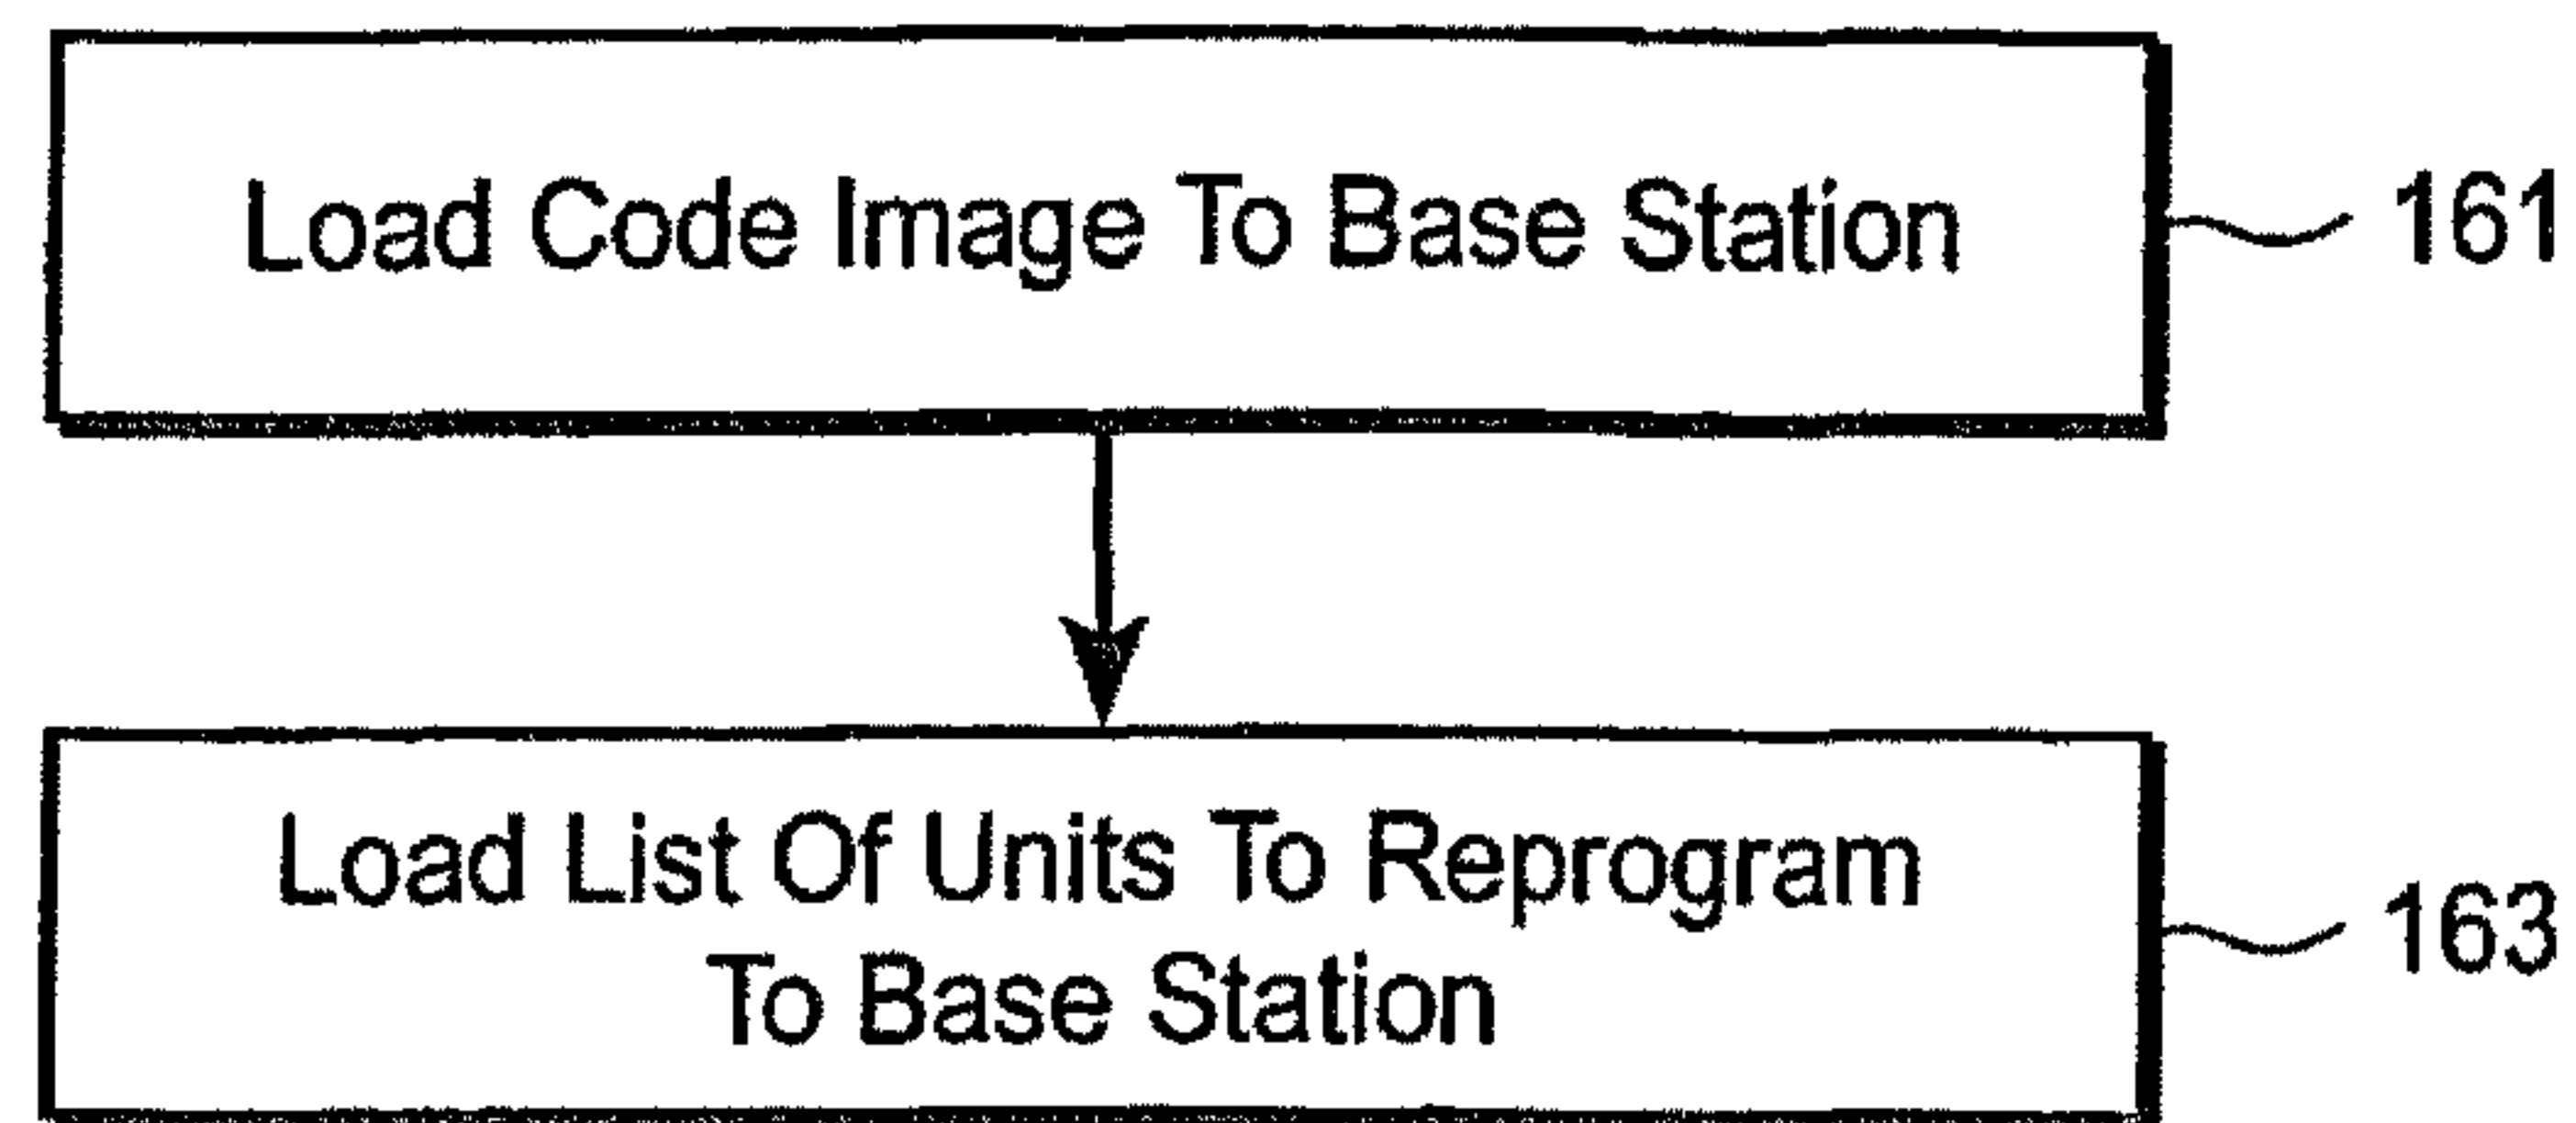 Load Code Image To Base Station
161
Load List Of Units To Reprogram
To Base Station
163